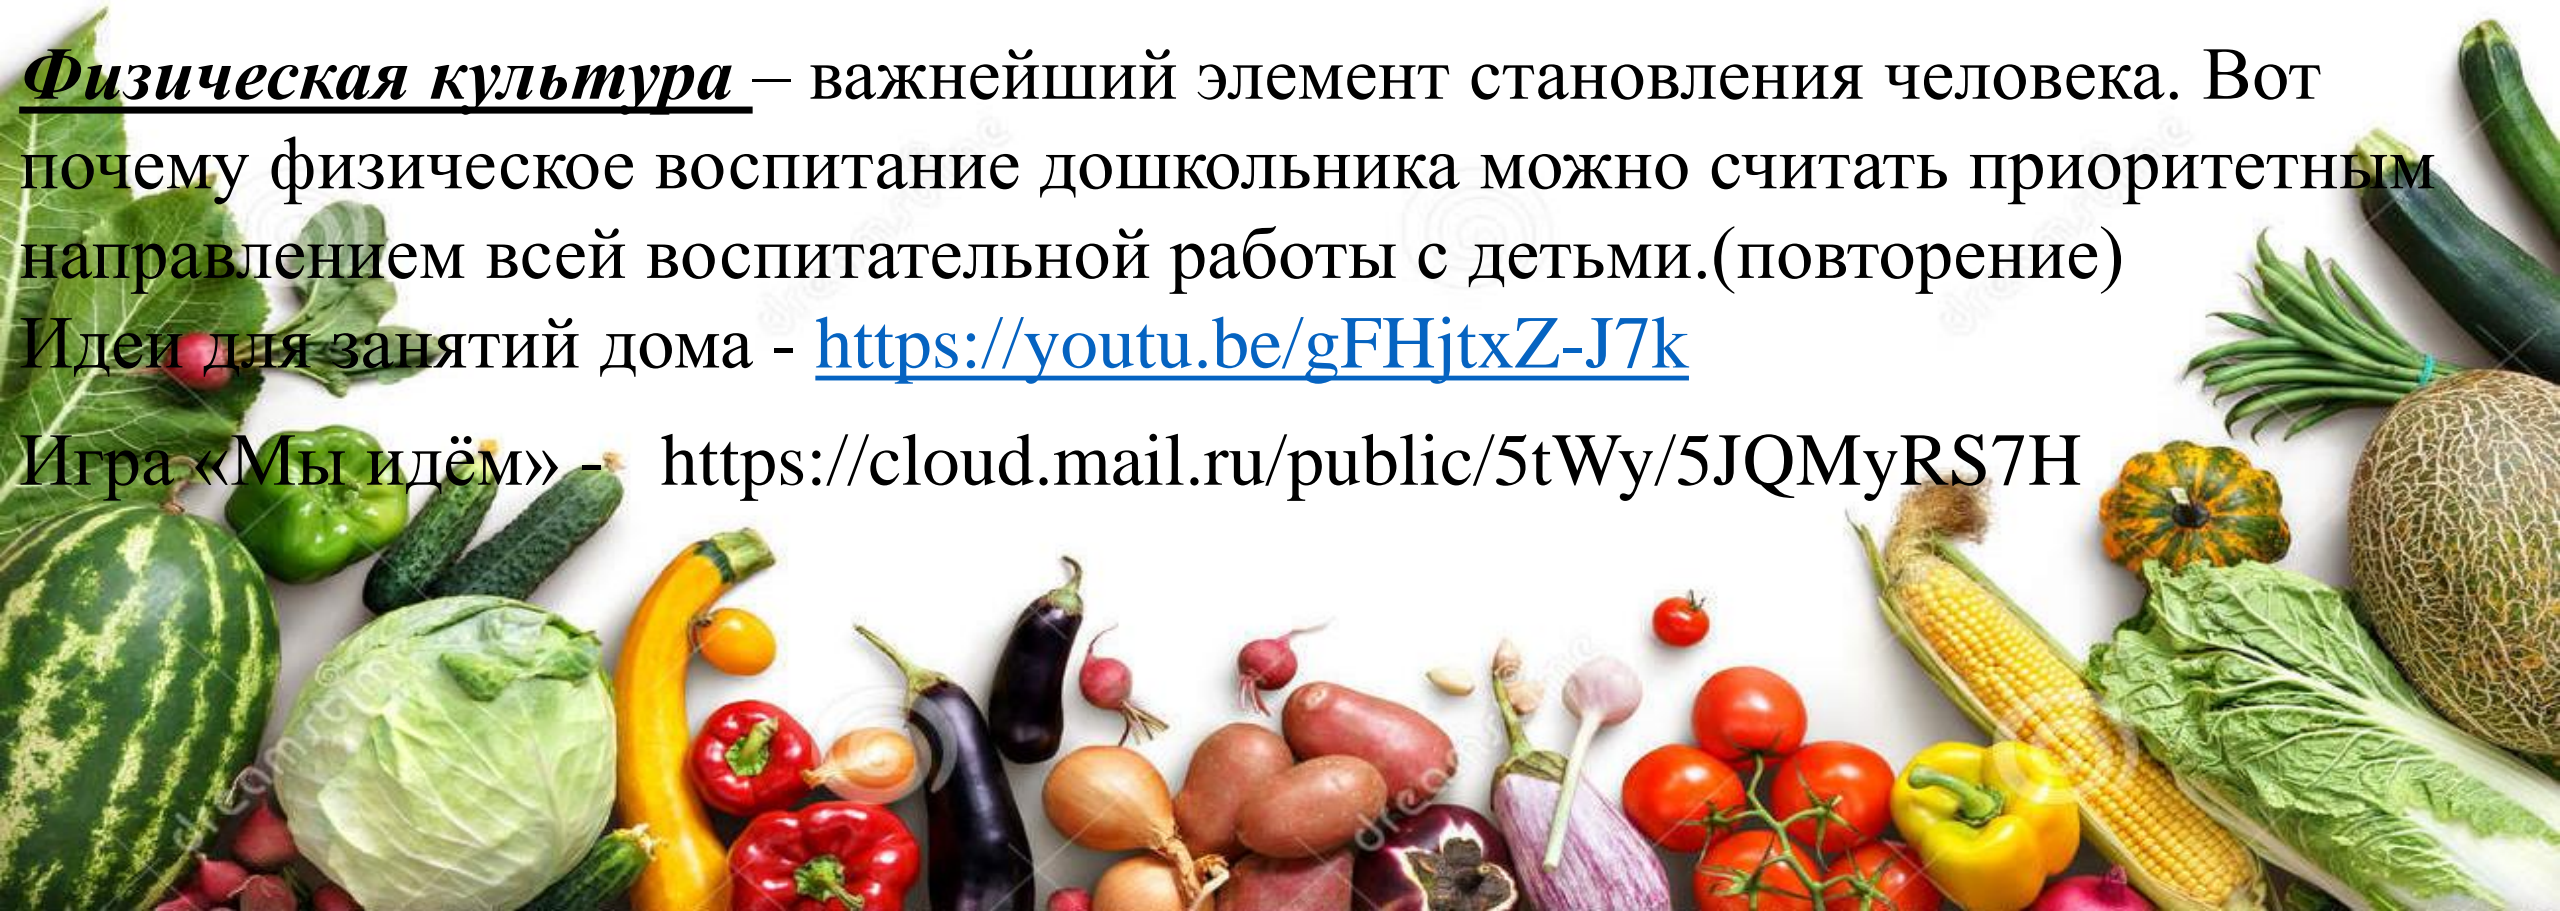 Физическая культура – важнейший элемент становления человека. Вот
почему физическое воспитание дошкольника можно считать приоритетным
направлением всей воспитательной работы с детьми.(повторение)
Идеи для занятий дома - https://youtu.be/gFHjtxZ-J7k
Игра «Мы идём» - https://cloud.mail.ru/public/5tWy/5JQMyRS7H